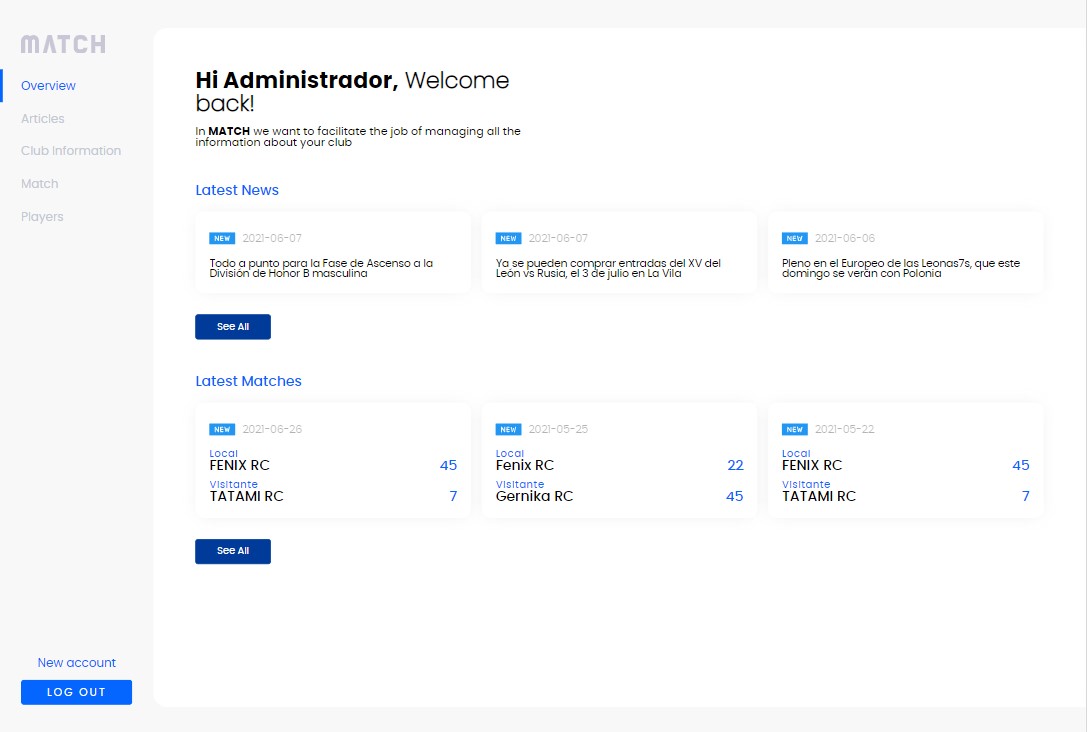 MATCH
Overview
Articles
Club Information
Match
Players
New account
LOG OUT
Hi Administrador, Welcome
back!
In MATCH we want to facilitate the job of managing all the
information about your club
Latest News
NEW 2021-06-07
Todo a punto para la Fase de Ascenso a la
División de Honor B masculina
NEW 2021-06-07
Ya se pueden comprar entradas del XV del
León vs Rusia, el 3 de julio en La Vila
NEW 2021-06-06
Pleno en el Europeo de las Leonas7s, que este
domingo se verán con Polonia
See All
Latest Matches
NEW 2021-06-26
Local
FENIX RC 45
Visitante
TATAMI RC 7
NEW 2021-05-25
Local
Fenix RC 22
Visitante
Gernika RC 45
NEW 2021-05-22
Local
FENIX RC 45
Visitante
TATAMI RC 7
See All